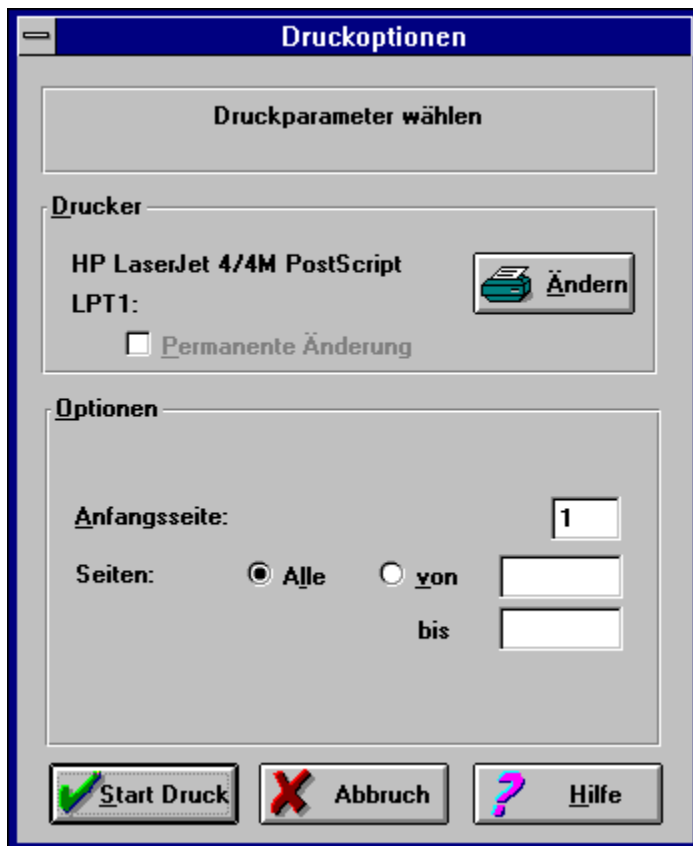 Druckoptionen
Druckparameter wählen
Drucker
HP LaserJet 4/4M PostScript
LPT1:
Ändern
Permanente Änderung
Optionen
Anfangsseite: 1
Seiten: Alle von
bis
Start Druck Abbruch Hilfe